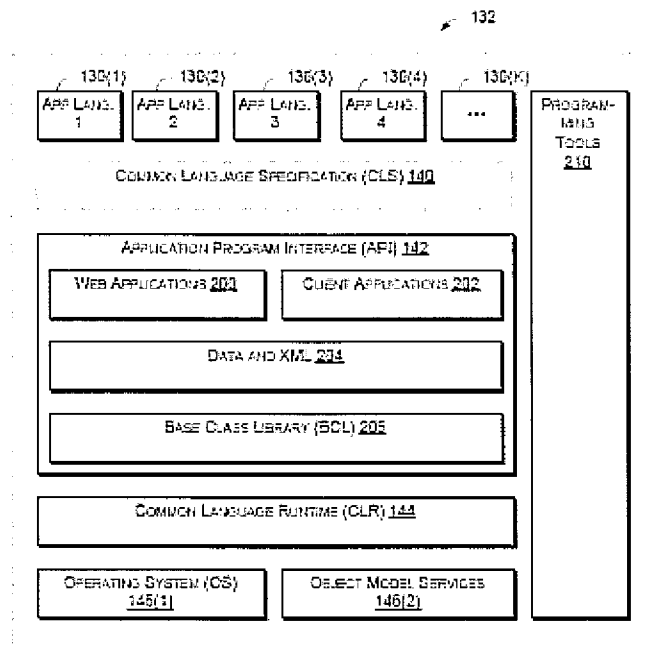 132
130(1) 130(2) 130(3) 130(4) 130(K)
APP LANG. 1
APP LANG. 2
APP LANG. 3
APP LANG. 4
...
PROGRAM-
MING
TOOLS
210
COMMON LANGUAGE SPECIFICATION (CLS) 140
APPLICATION PROGRAM INTERFACE (API) 142
WEB APPLICATIONS 200
CLIENT APPLICATIONS 202
DATA AND XML 204
BASE CLASS LIBRARY (BCL) 206
COMMON LANGUAGE RUNTIME (CLR) 144
OPERATING SYSTEM (OS)
146(1)
OBJECT MODEL SERVICES
146(2)